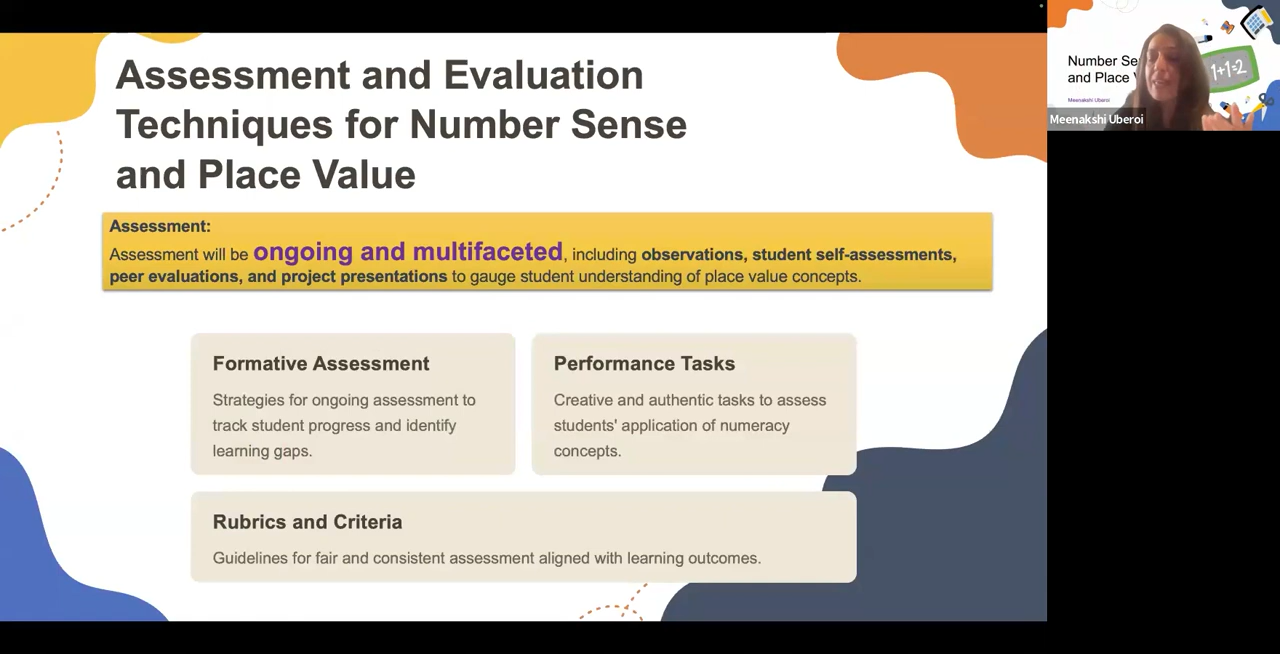 Assessment and Evaluation
Techniques for Number Sense
and Place Value
Assessment:
Assessment will be ongoing and multifaceted, including observations, student self-assessments,
peer evaluations, and project presentations to gauge student understanding of place value concepts.
Formative Assessment
Strategies for ongoing assessment to
track student progress and identify
learning gaps.
Performance Tasks
Creative and authentic tasks to assess
students' application of numeracy
concepts.
Rubrics and Criteria
Guidelines for fair and consistent assessment aligned with learning outcomes.
Number Se
and Place
Meenakshi Uberoi
1+1=2
Meenakshi Uberoi